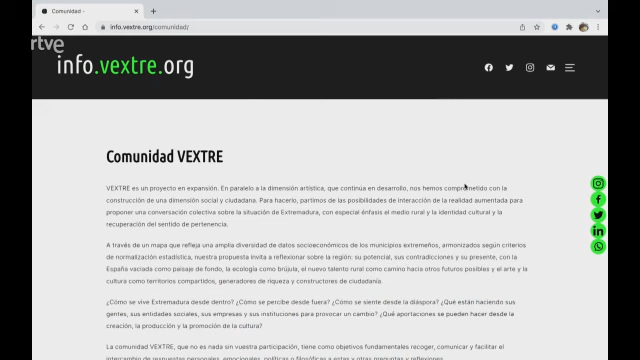 Comunidad -
info.vextre.org/comunidad/
rtve
info.vextre.org
Comunidad VEXTRE
VEXTRE es un proyecto en expansión. En paralelo a la dimensión artística, que continúa en desarrollo, nos hemos comprometido con la
construcción de una dimensión social y ciudadana. Para hacerlo, partimos de las posibilidades de interacción de la realidad aumentada para
proponer una conversación colectiva sobre la situación de Extremadura, con especial énfasis el medio rural y la identidad cultural y la
recuperación del sentido de pertenencia.
A través de un mapa que refleja una amplia diversidad de datos socioeconómicos de los municipios extremeños, armonizados según criterios
de normalización estadística, nuestra propuesta invita a reflexionar sobre la región: su potencial, sus contradicciones y su presente, con la
España vaciada como paisaje de fondo, la ecología como brújula, el nuevo talento rural como camino hacia otros futuros posibles y el arte y la
cultura como territorios compartidos, generadores de riqueza y constructores de ciudadanía.
¿Cómo se vive Extremadura desde dentro? ¿Cómo se percibe desde fuera? ¿Cómo se siente desde la diáspora? ¿Qué están haciendo sus
gentes, sus entidades sociales, sus empresas y sus instituciones para provocar un cambio? ¿Qué aportaciones se pueden hacer desde la
creación, la producción y la promoción de la cultura?
La comunidad VEXTRE, que no es nada sin vuestra participación, tiene como objetivos fundamentales recoger, comunicar y facilitar el
intercambio de respuestas personales, emocionales, políticas o filosóficas a estas y otras preguntas y reflexiones.